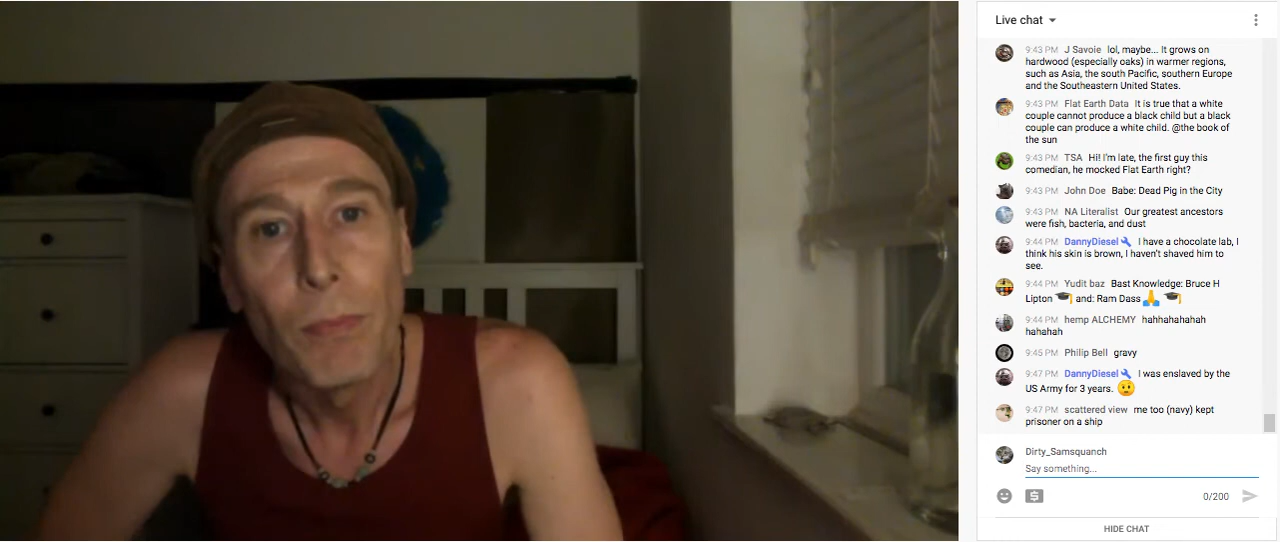 Live chat
9:43 PM J Savoie lol, maybe... It grows on
hardwood (especially oaks) in warmer regions,
such as Asia, the south Pacific, southern Europe
and the Southeastern United States.
9:43 PM Flat Earth Data It is true that a white
couple cannot produce a black child but a black
couple can produce a white child. @the book of
the sun
9:43 PM TSA Hi! I'm late, the first guy this
comedian, he mocked Flat Earth right?
9:43 PM John Doe Babe: Dead Pig in the City
9:43 PM NA Literalist Our greatest ancestors
were fish, bacteria, and dust
9:44 PM DannyDiesel I have a chocolate lab, I
think his skin is brown, I haven't shaved him to
see.
9:44 PM Yudit baz Bast Knowledge: Bruce H
Lipton 🎓 and: Ram Dass 🙏 🎓
9:44 PM hemp ALCHEMY hahhahahahah
hahahah
9:45 PM Philip Bell gravy
9:47 PM DannyDiesel I was enslaved by the
US Army for 3 years.
9:47 PM scattered view me too (navy) kept
prisoner on a ship
Dirty_Samsquanch
Say something...
0/200
HIDE CHAT